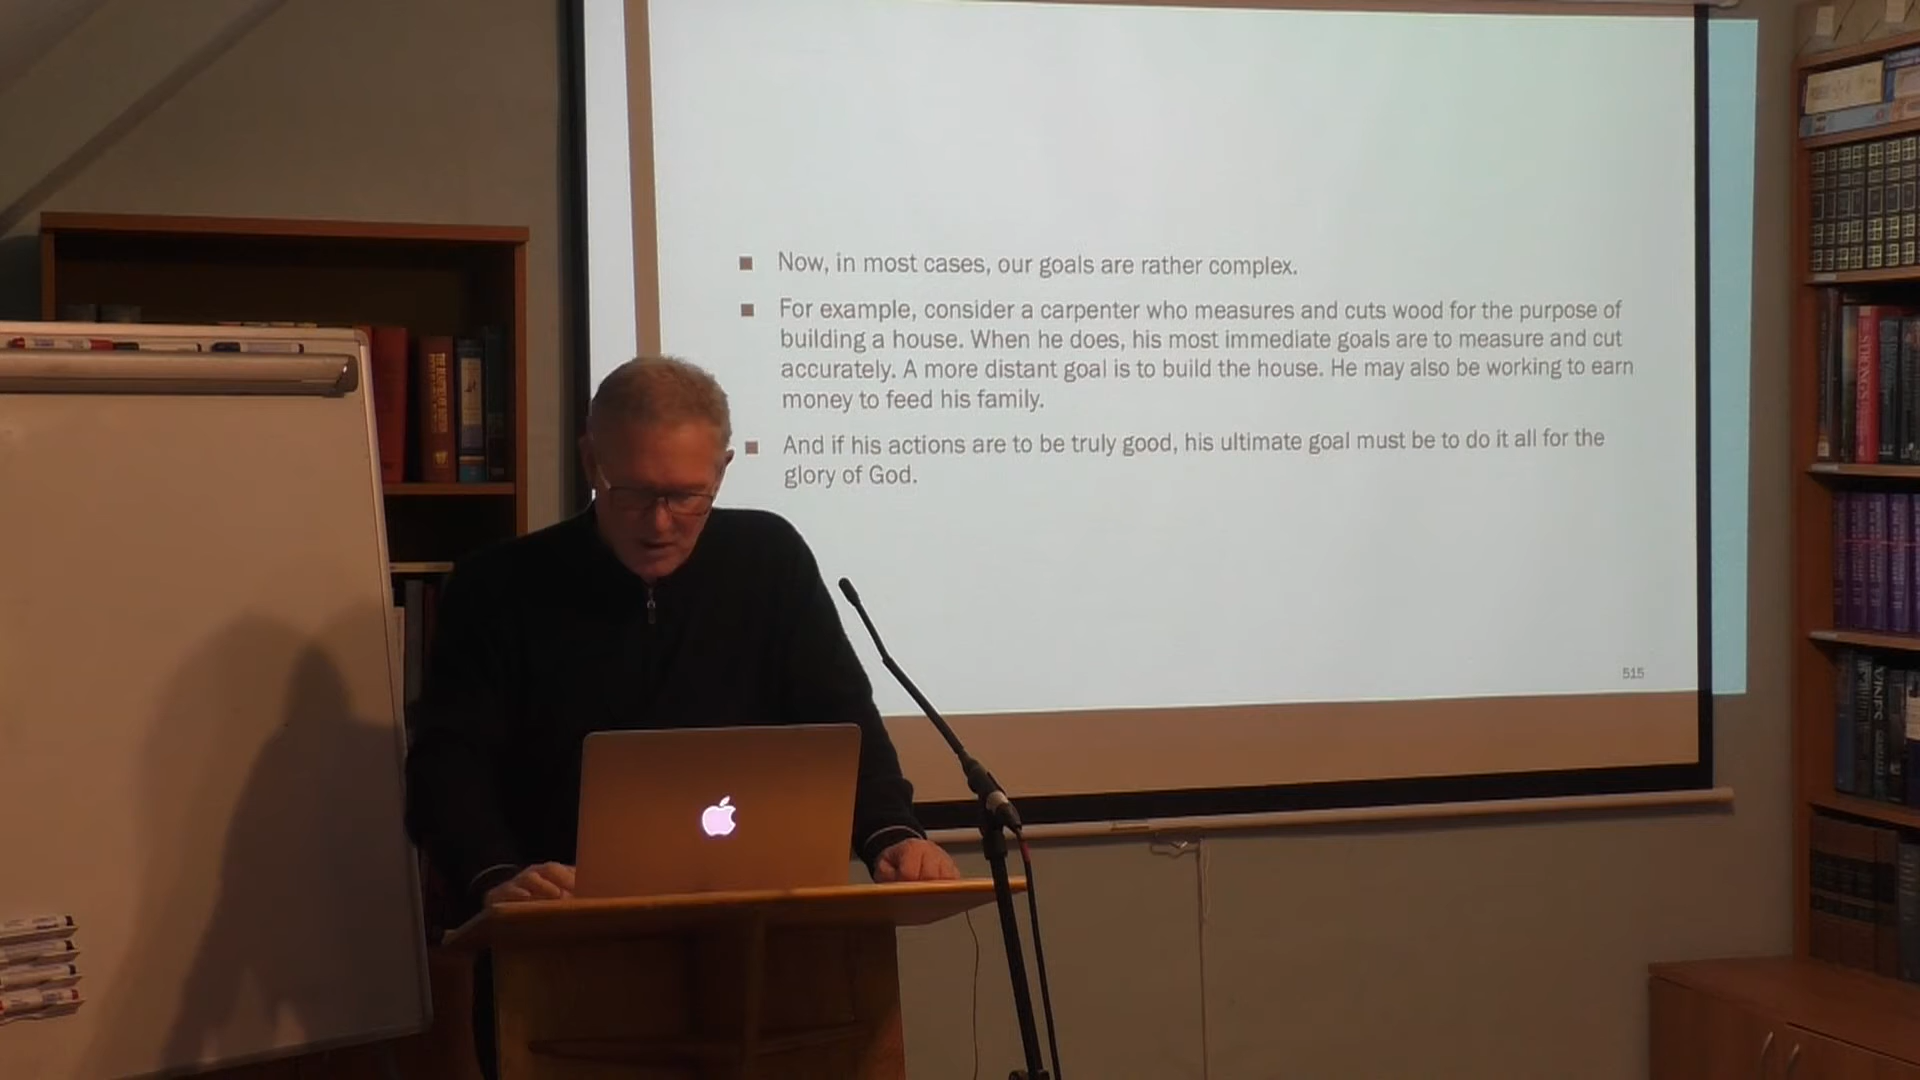 Now, in most cases, our goals are rather complex.
For example, consider a carpenter who measures and cuts wood for the purpose of
building a house. When he does, his most immediate goals are to measure and cut
accurately. A more distant goal is to build the house. He may also be working to earn
money to feed his family.
And if his actions are to be truly good, his ultimate goal must be to do it all for the
glory of God.
515
STRONG'S
VINE'S